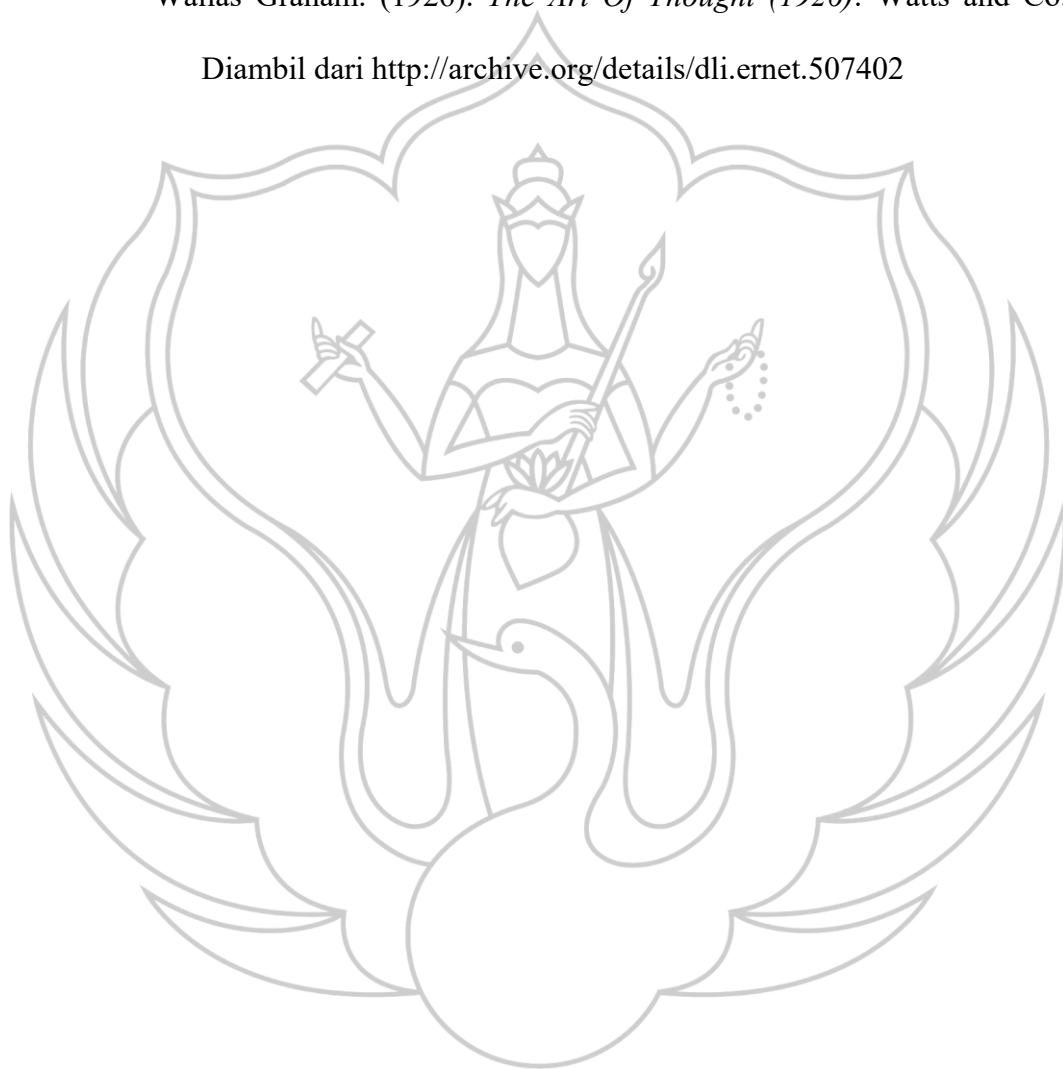 Wallas Graham. (1926). The Art Of Thought (1926). Watts and Co.
Diambil dari http://archive.org/details/dli.ernet.507402